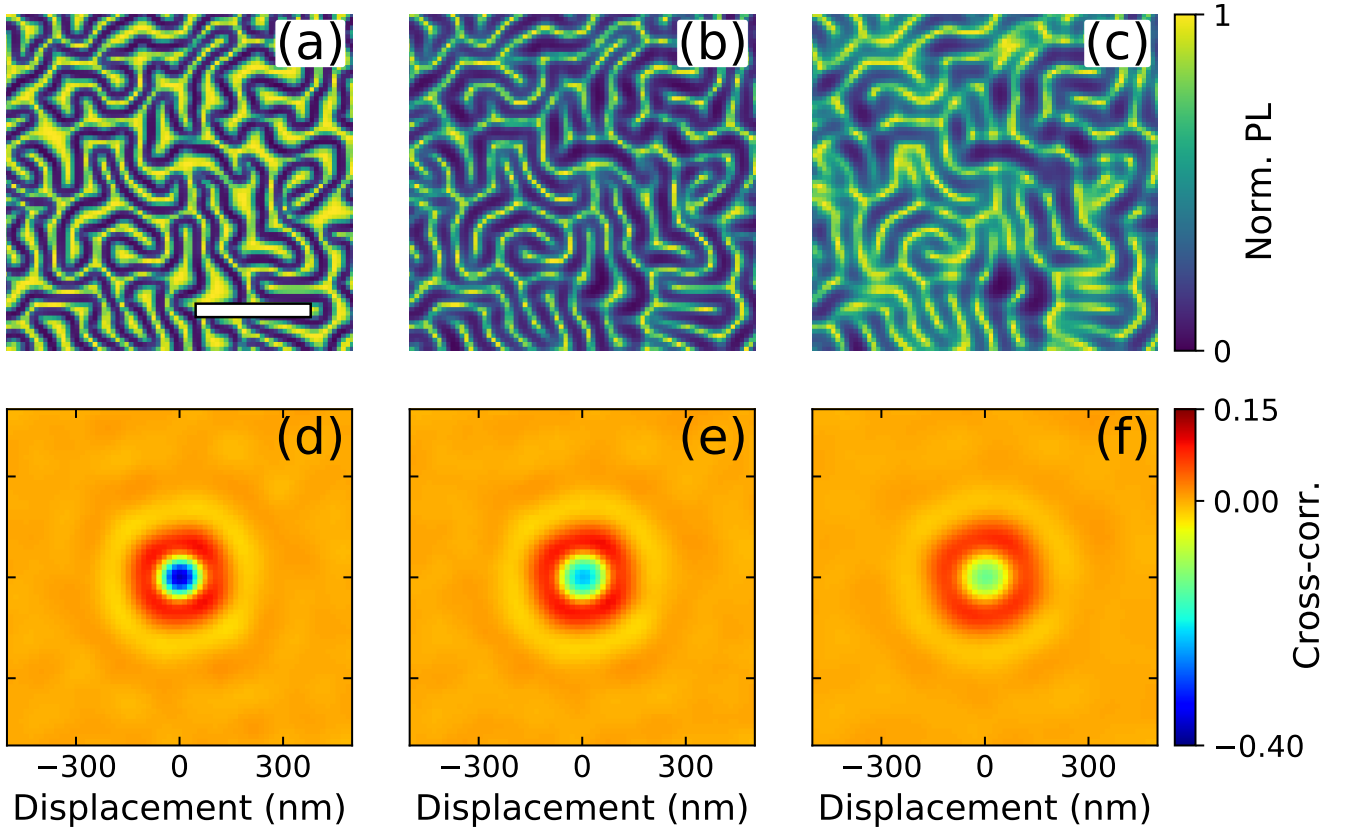 (a)
(b)
(c)
1
Norm. PL
0
(d)
(e)
(f)
0.15
0.00
Cross-corr.
−0.40
−300 0 300
−300 0 300
−300 0 300
Displacement (nm)
Displacement (nm)
Displacement (nm)